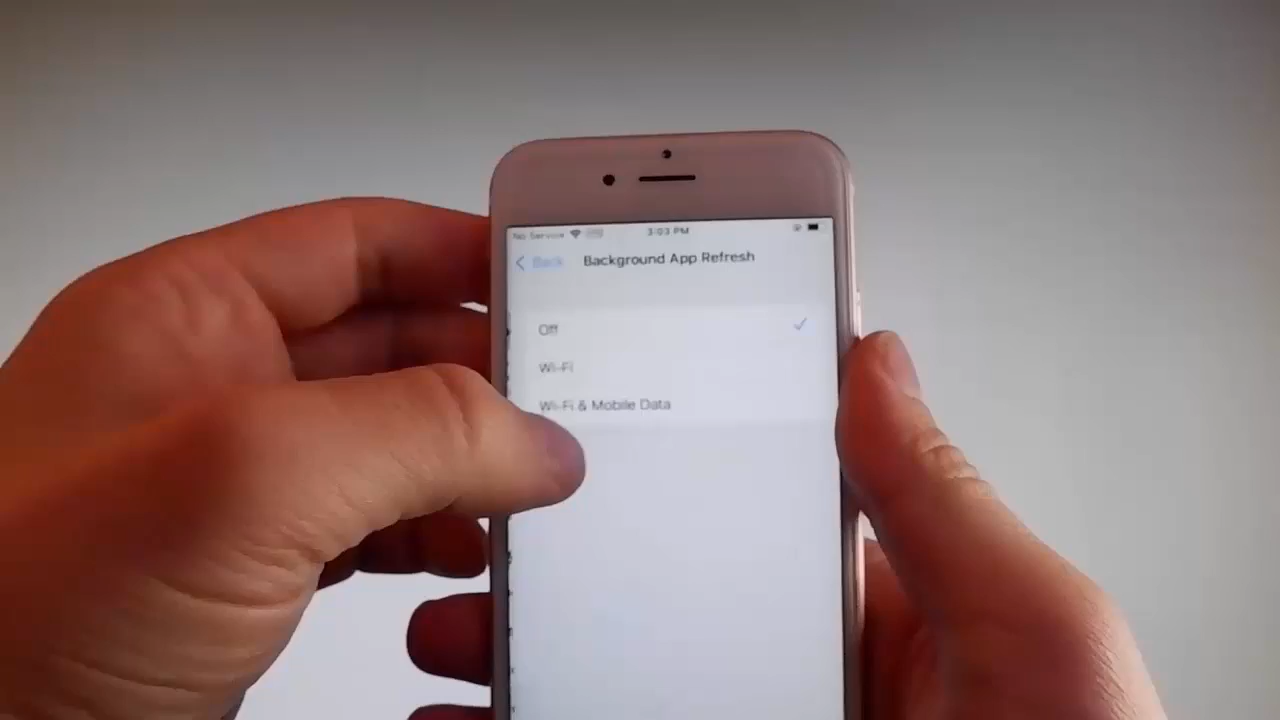 No Service 3:03 PM
Back Background App Refresh
Off
Wi-Fi
Wi-Fi & Mobile Data